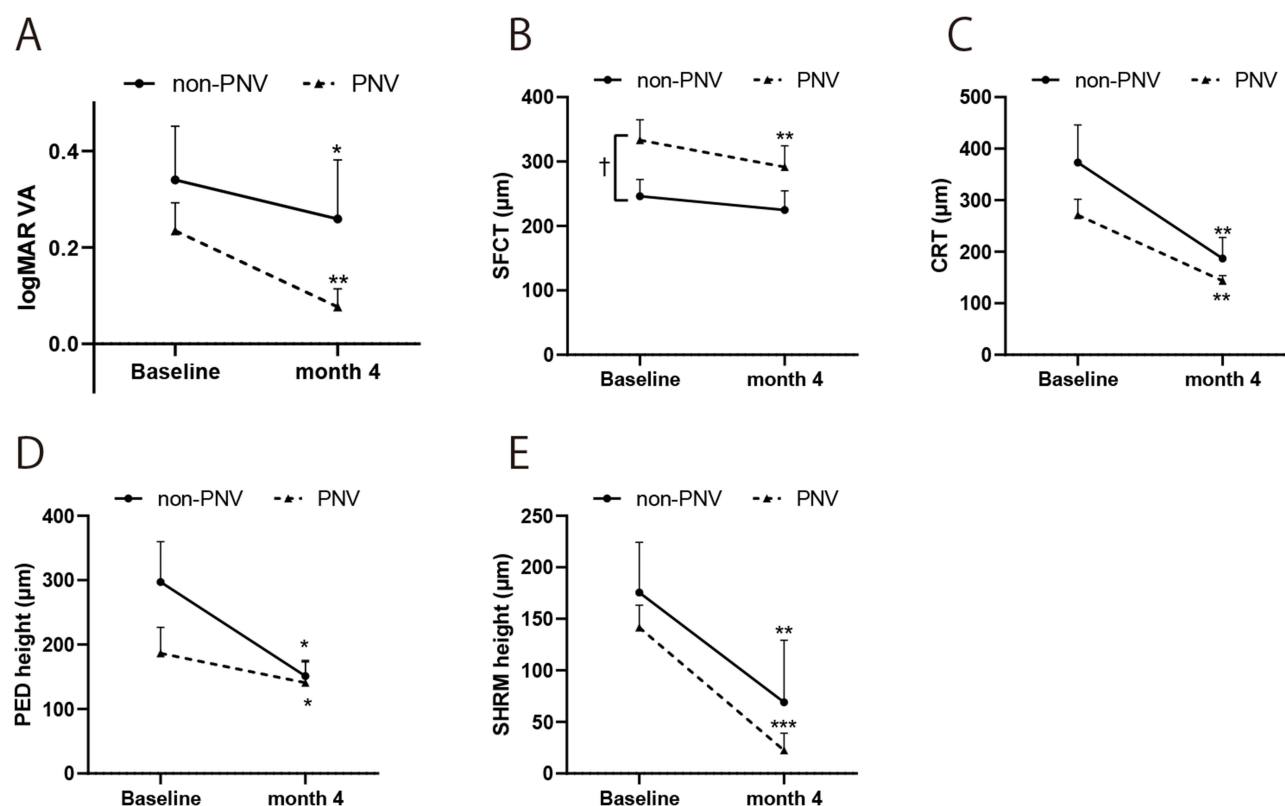 A
non-PNV PNV
logMAR VA
0.4
0.2
0.0
*
**
Baseline month 4
B
non-PNV PNV
SFCT (µm)
400
300
200
100
0
†
**
Baseline month 4
C
non-PNV PNV
CRT (µm)
500
400
300
200
100
0
**
**
Baseline month 4
D
non-PNV PNV
PED height (µm)
400
300
200
100
0
*
*
Baseline month 4
E
non-PNV PNV
SHRM height (µm)
250
200
150
100
50
0
**
***
Baseline month 4